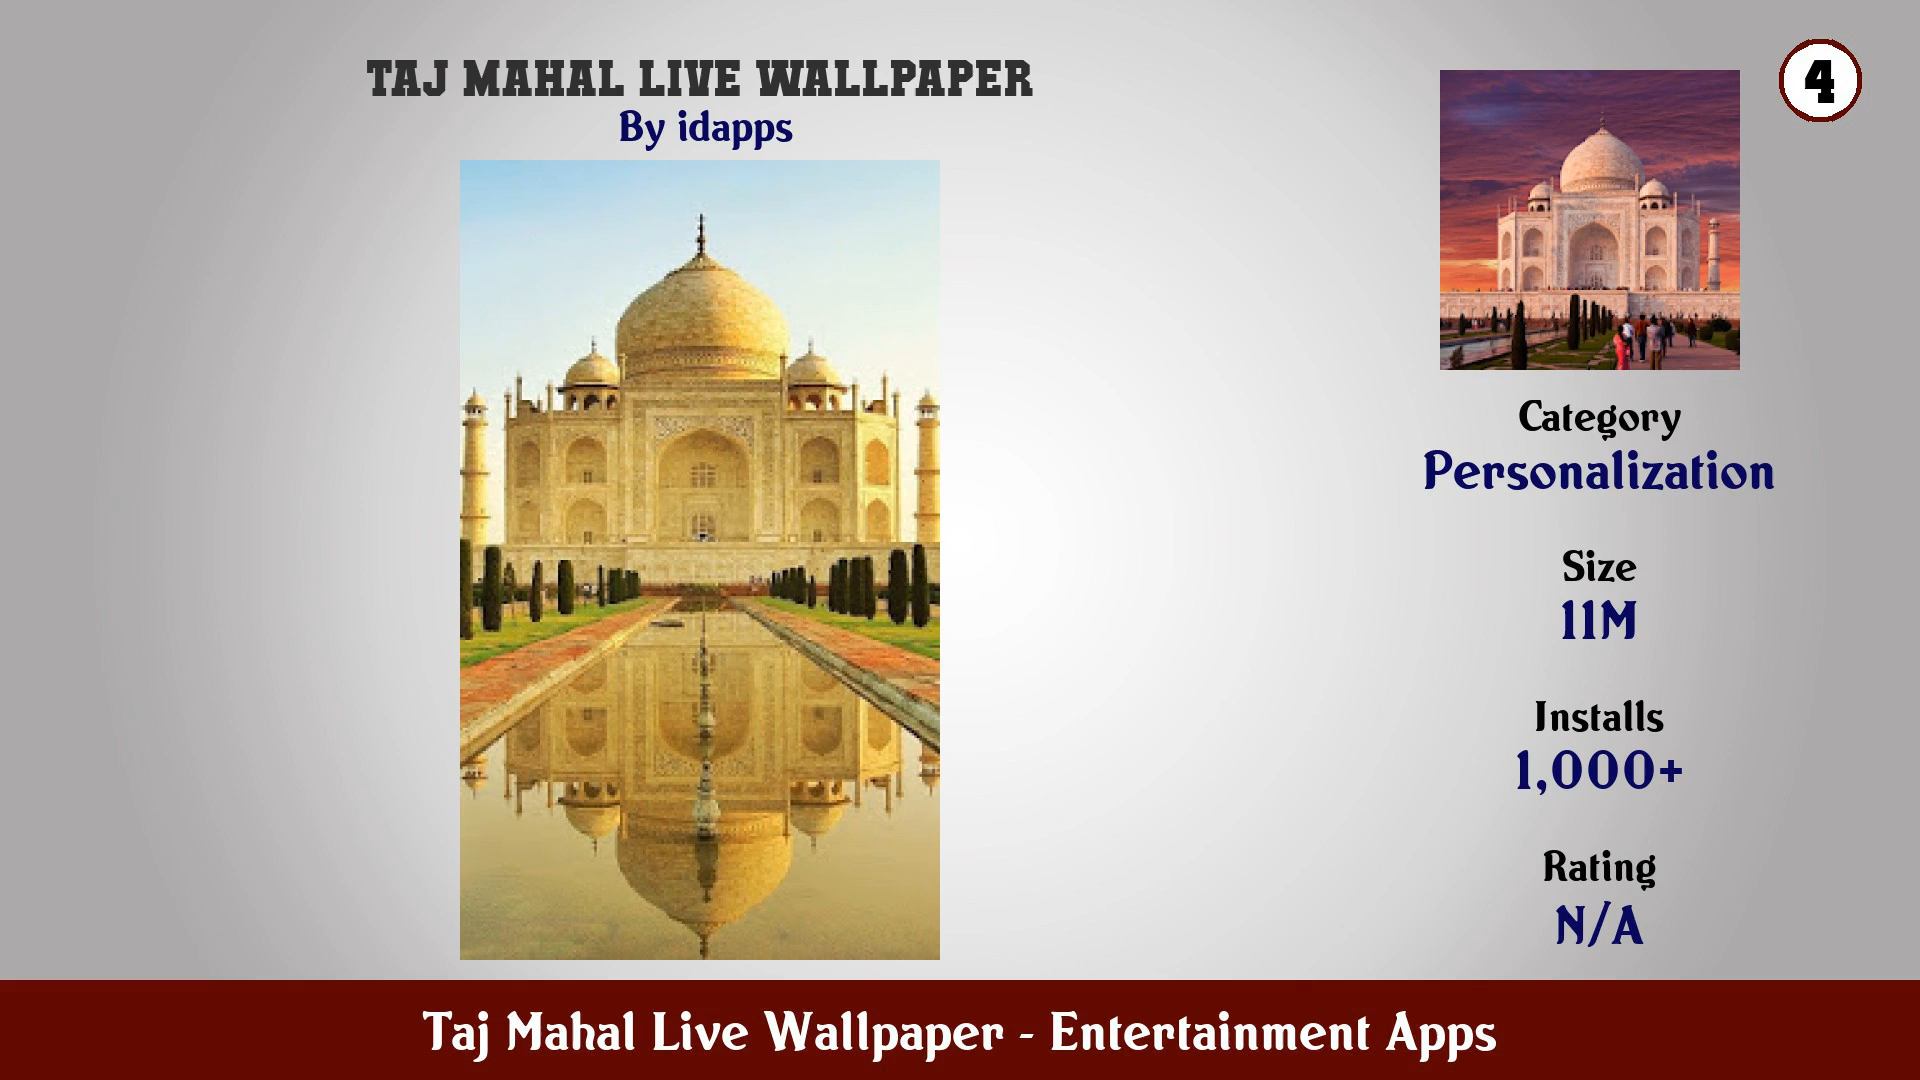 TAJ MAHAL LIVE WALLPAPER
By idapps
4
Category
Personalization
Size
11M
Installs
1,000+
Rating
N/A
Taj Mahal Live Wallpaper - Entertainment Apps